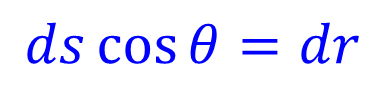 ds cos θ = dr